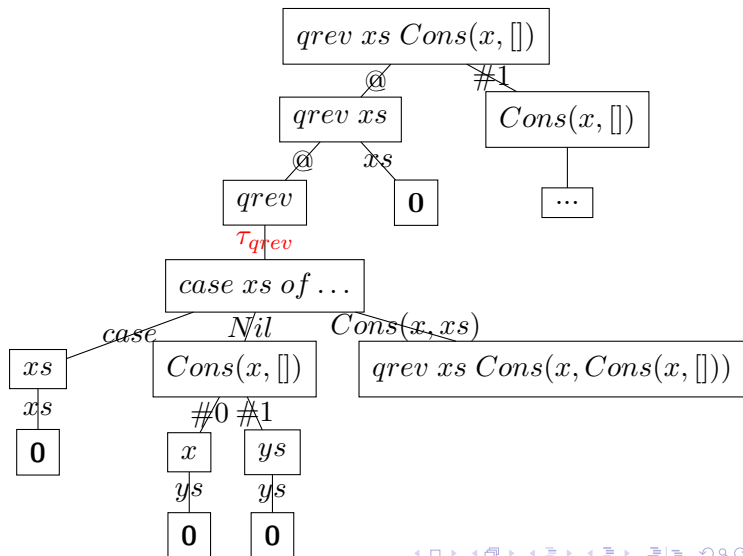 qrev xs Cons(x, [])
@ #1
qrev xs Cons(x, [])
@ xs
qrev 0 ...
τqrev
case xs of ...
case Nil Cons(x, xs)
xs Cons(x, []) qrev xs Cons(x, Cons(x, []))
xs #0 #1
0 x ys
ys ys
0 0